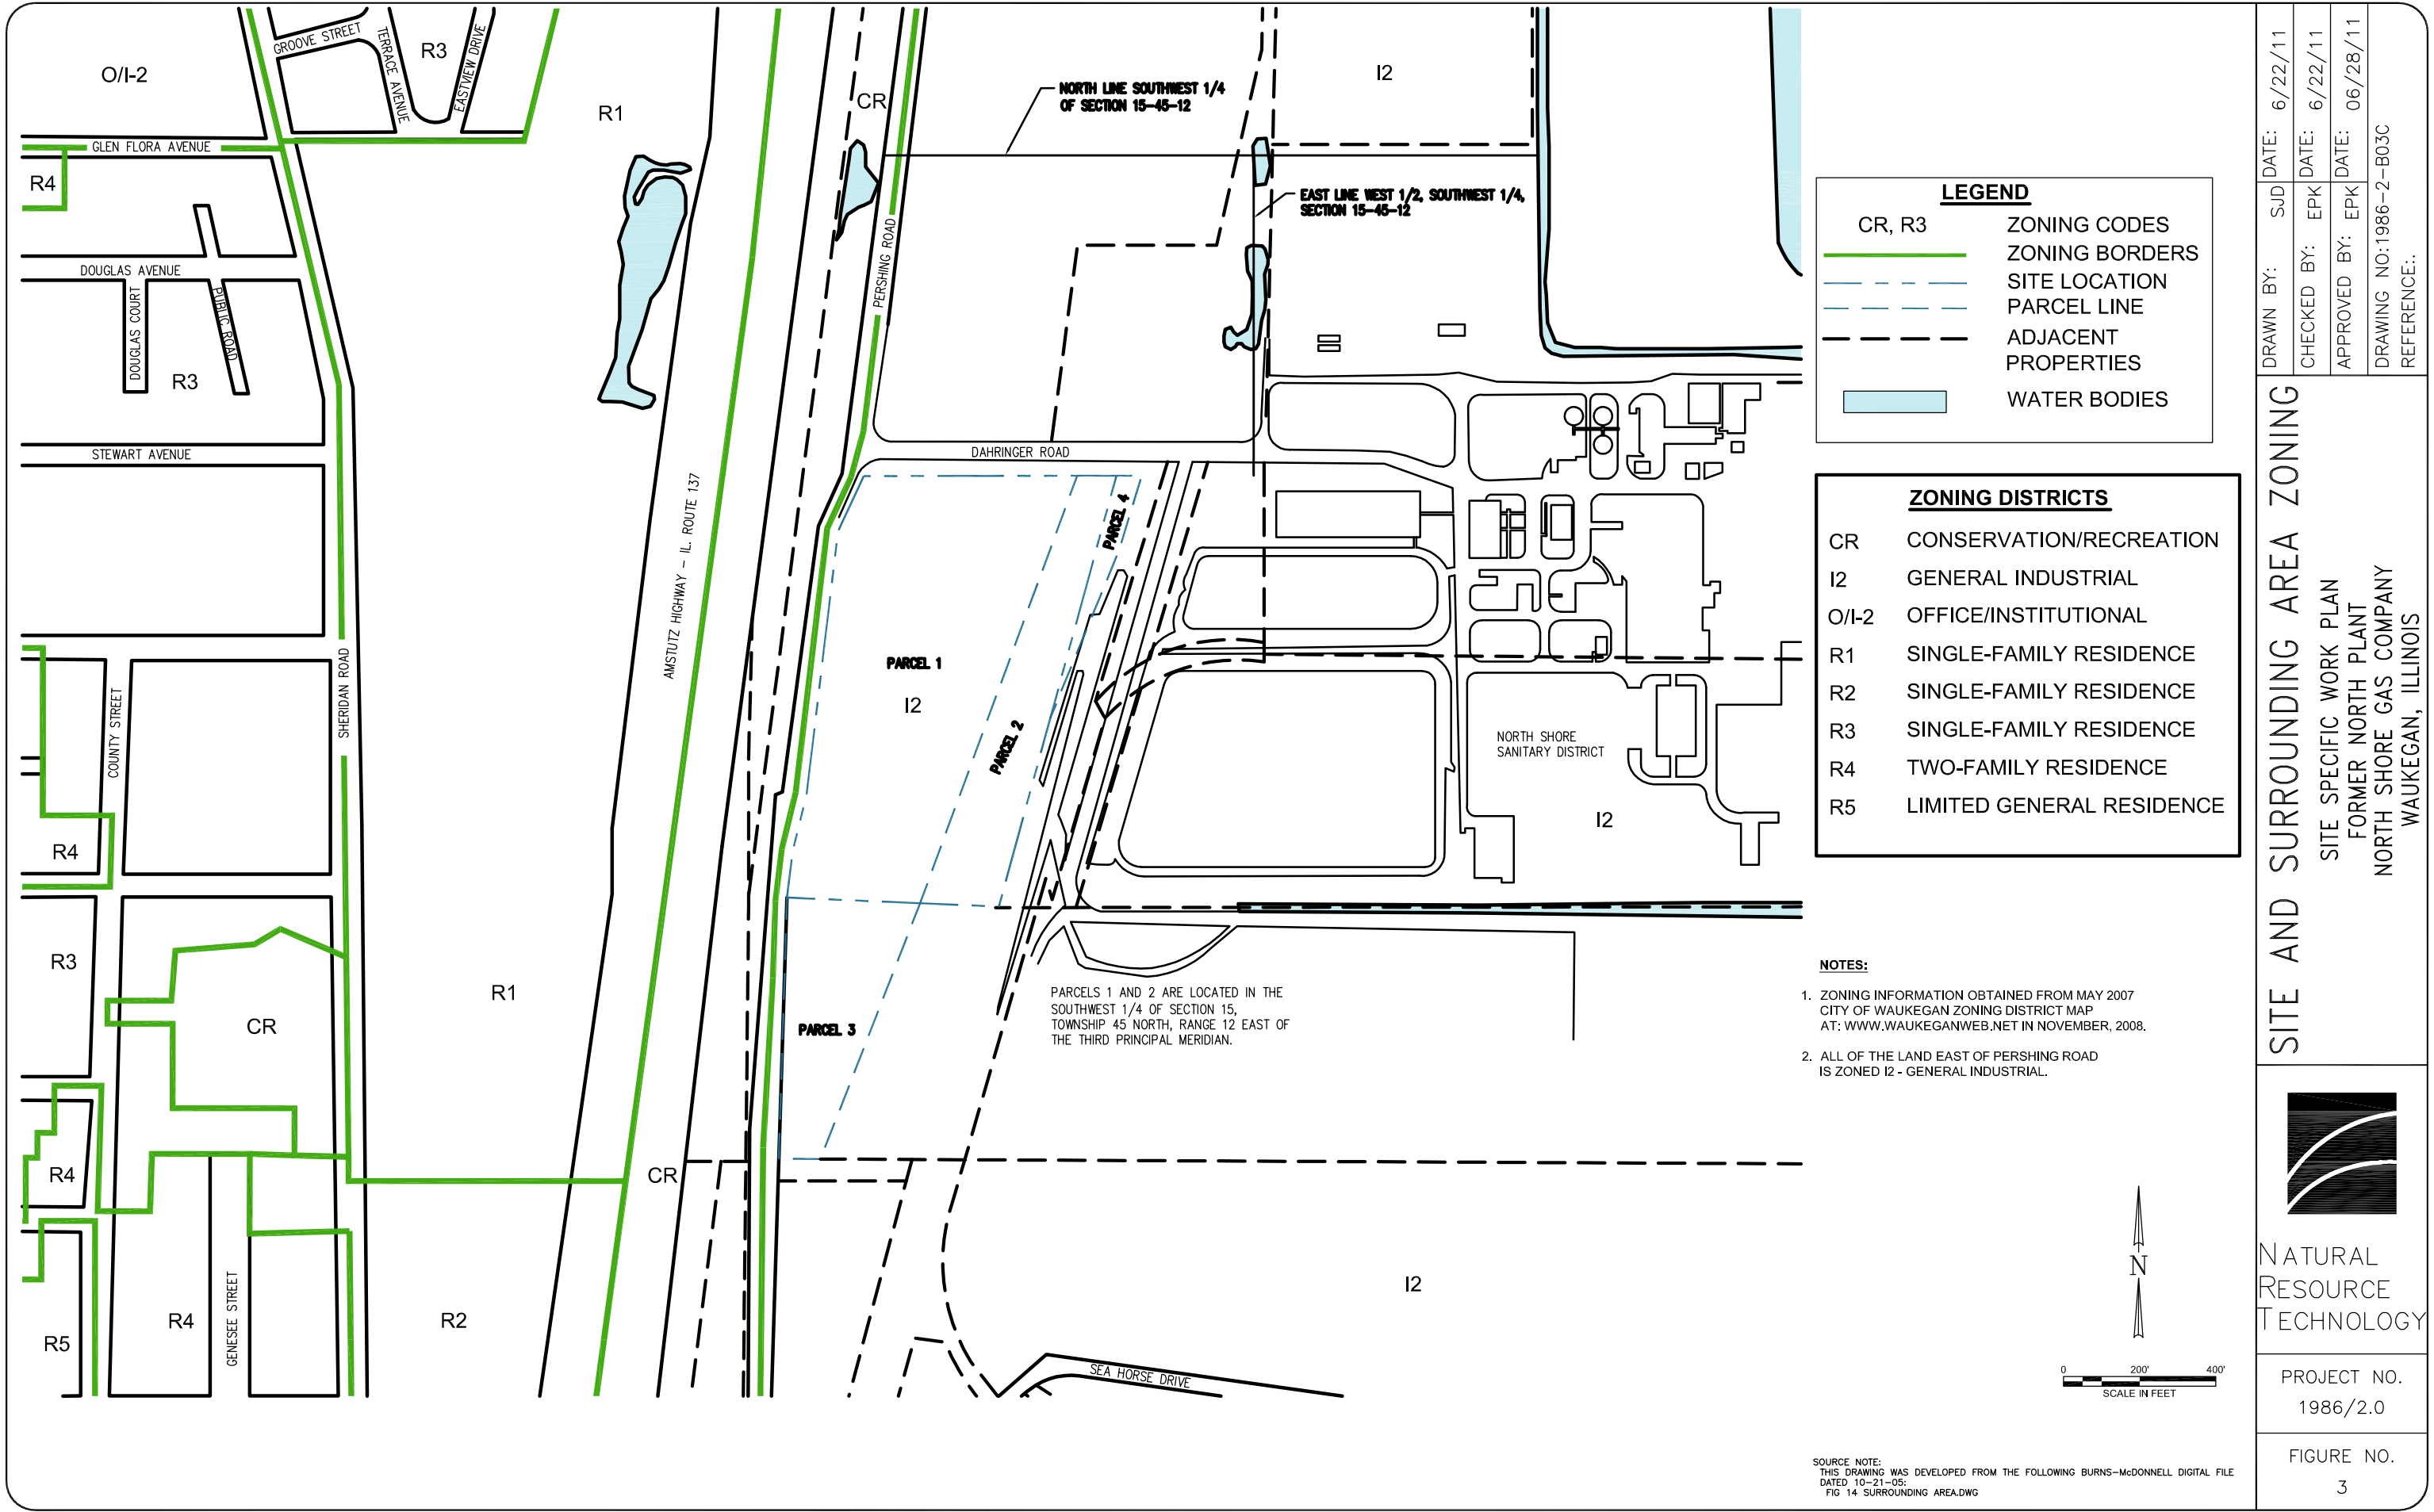 O/I-2
GROOVE STREET
TERRACE AVENUE
R3
EASTVIEW DRIVE
R1
CR
I2
NORTH LINE SOUTHWEST 1/4
OF SECTION 15-45-12
GLEN FLORA AVENUE
R4
EAST LINE WEST 1/2, SOUTHWEST 1/4,
SECTION 15-45-12
PERSHING ROAD
DOUGLAS AVENUE
DOUGLAS COURT
PUBLIC ROAD
R3
STEWART AVENUE
DAHRINGER ROAD
AMSTUTZ HIGHWAY - IL. ROUTE 137
PARCEL 4
PARCEL 1
I2
PARCEL 2
COUNTY STREET
SHERIDAN ROAD
NORTH SHORE
SANITARY DISTRICT
I2
R4
R3
CR
R1
PARCELS 1 AND 2 ARE LOCATED IN THE
SOUTHWEST 1/4 OF SECTION 15,
TOWNSHIP 45 NORTH, RANGE 12 EAST OF
THE THIRD PRINCIPAL MERIDIAN.
PARCEL 3
R4
CR
I2
R5
R4
GENESEE STREET
R2
SEA HORSE DRIVE
LEGEND
CR, R3 ZONING CODES
ZONING BORDERS
SITE LOCATION
PARCEL LINE
ADJACENT
PROPERTIES
WATER BODIES
ZONING DISTRICTS
CR CONSERVATION/RECREATION
I2 GENERAL INDUSTRIAL
O/I-2 OFFICE/INSTITUTIONAL
R1 SINGLE-FAMILY RESIDENCE
R2 SINGLE-FAMILY RESIDENCE
R3 SINGLE-FAMILY RESIDENCE
R4 TWO-FAMILY RESIDENCE
R5 LIMITED GENERAL RESIDENCE
NOTES:
1. ZONING INFORMATION OBTAINED FROM MAY 2007
CITY OF WAUKEGAN ZONING DISTRICT MAP
AT: WWW.WAUKEGANWEB.NET IN NOVEMBER, 2008.
2. ALL OF THE LAND EAST OF PERSHING ROAD
IS ZONED I2 - GENERAL INDUSTRIAL.
N
0 200' 400'
SCALE IN FEET
SOURCE NOTE:
THIS DRAWING WAS DEVELOPED FROM THE FOLLOWING BURNS-McDONNELL DIGITAL FILE
DATED 10-21-05:
FIG 14 SURROUNDING AREA.DWG
DRAWN BY: SJD DATE: 6/22/11
CHECKED BY: EPK DATE: 6/22/11
APPROVED BY: EPK DATE: 06/28/11
DRAWING NO:1986-2-B03C
REFERENCE:.
SITE AND SURROUNDING AREA ZONING
SITE SPECIFIC WORK PLAN
FORMER NORTH PLANT
NORTH SHORE GAS COMPANY
WAUKEGAN, ILLINOIS
NATURAL
RESOURCE
TECHNOLOGY
PROJECT NO.
1986/2.0
FIGURE NO.
3